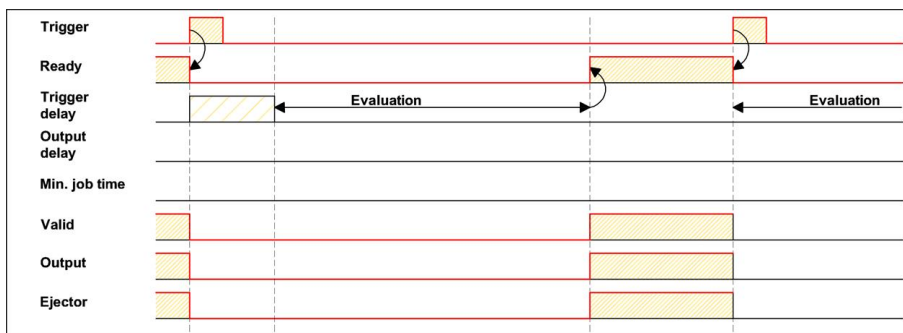 Trigger
Ready
Trigger
delay
Evaluation
Evaluation
Output
delay
Min. job time
Valid
Output
Ejector